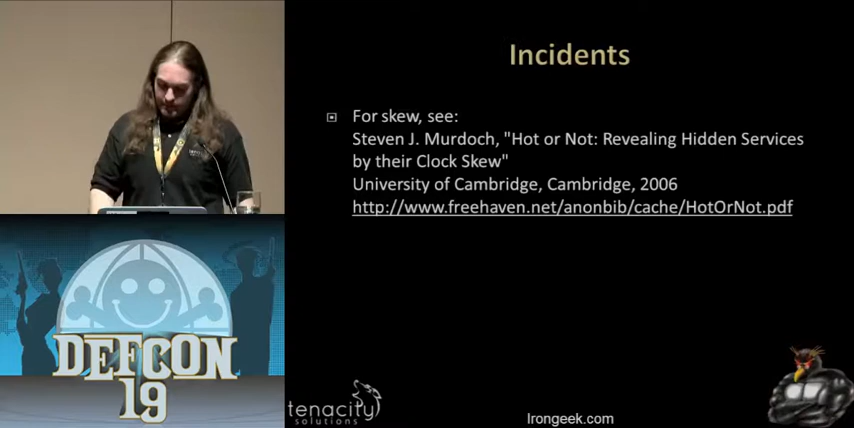 Incidents
For skew, see:
Steven J. Murdoch, "Hot or Not: Revealing Hidden Services
by their Clock Skew"
University of Cambridge, Cambridge, 2006
http://www.freehaven.net/anonbib/cache/HotOrNot.pdf
DEFCON
19
tenacity
solutions
Irongeek.com